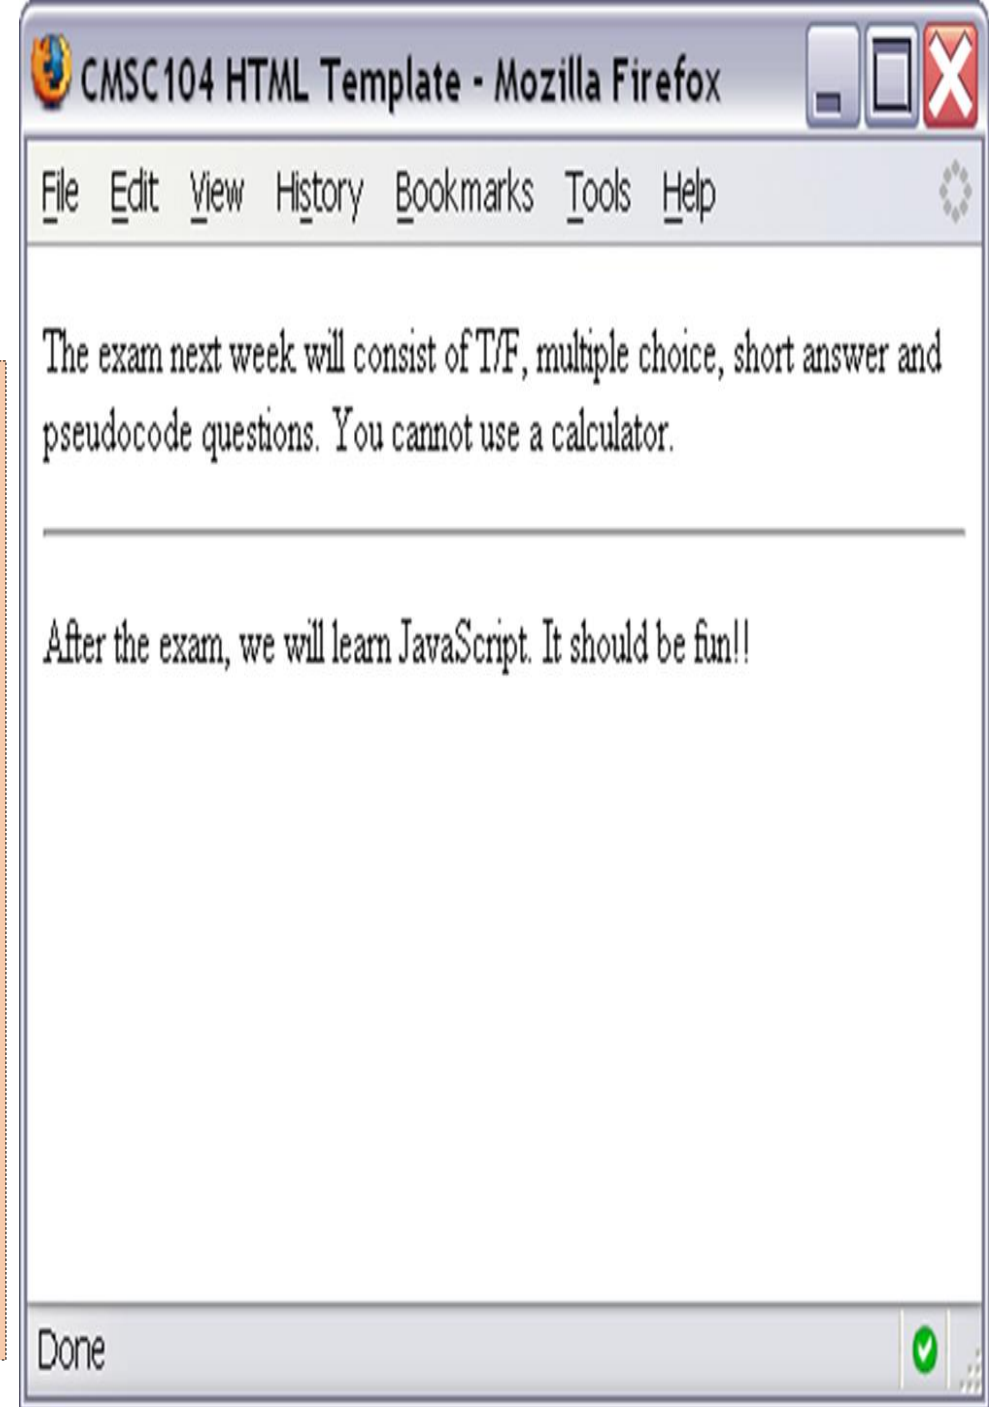 CMSC104 HTML Template - Mozilla Firefox
File Edit View History Bookmarks Tools Help
The exam next week will consist of T/F, multiple choice, short answer and
pseudocode questions. You cannot use a calculator.
After the exam, we will learn JavaScript. It should be fun!!
Done